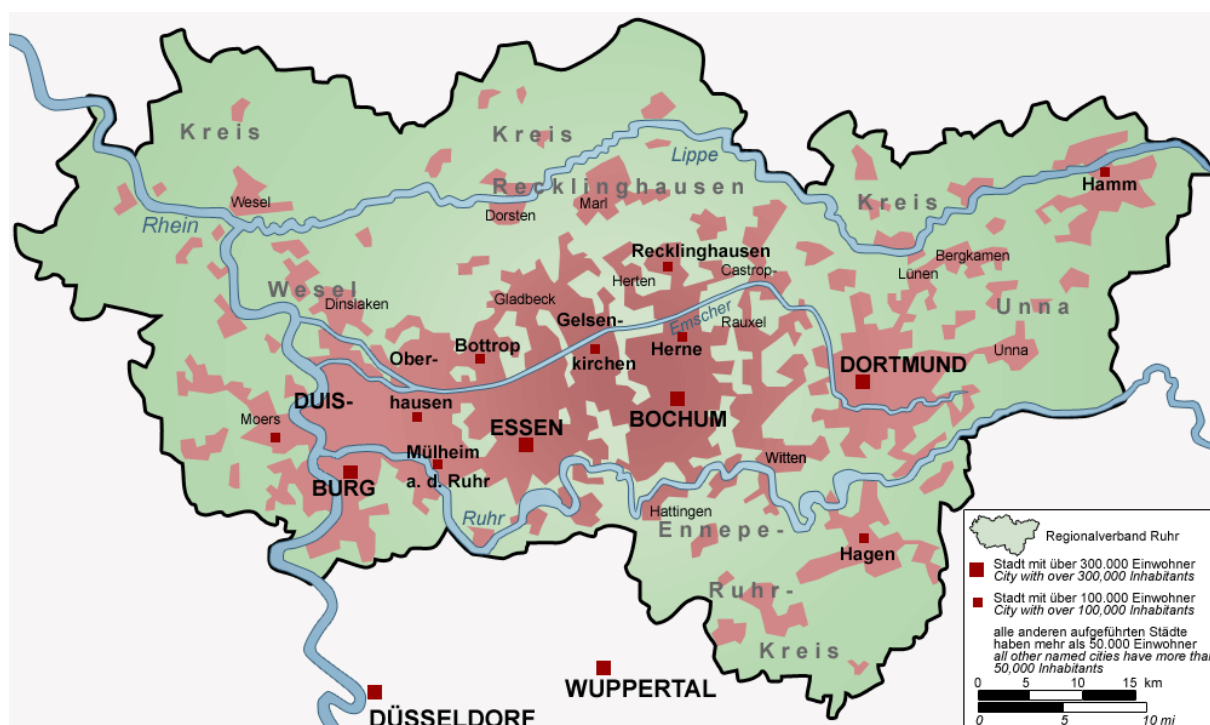 Kreis
Kreis
Lippe
Recklinghausen
Hamm
Wesel
Dorsten
Marl
Kreis
Rhein
Recklinghausen
Castrop-
Bergkamen
Lünen
Herten
Wesel
Dinslaken
Gladbeck
Unna
Gelsen-
Emscher
Rauxel
Ober-
Bottrop
Herne
Unna
kirchen
DORTMUND
DUIS-
hausen
Moers
ESSEN
BOCHUM
Mülheim
Witten
a. d. Ruhr
BURG
Hattingen
Ruhr
Ennepe-
Hagen
Ruhr-
Kreis
WUPPERTAL
DÜSSELDORF
Regionalverband Ruhr
Stadt mit über 300.000 Einwohner
City with over 300,000 Inhabitants
Stadt mit über 100.000 Einwohner
City with over 100,000 Inhabitants
alle anderen aufgeführten Städte
haben mehr als 50.000 Einwohner
all other named cities have more than
50,000 Inhabitants
0 5 10 15 km
0 5 10 mi